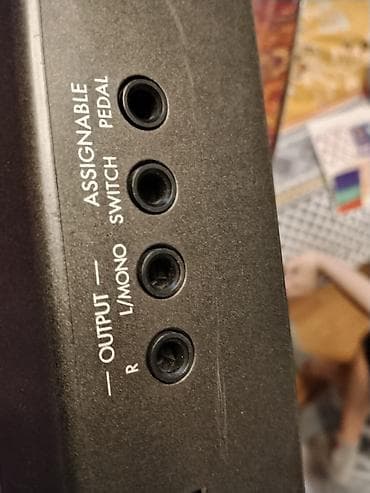 ASSIGNABLE
PEDAL
SWITCH
— OUTPUT —
L/MONO
R